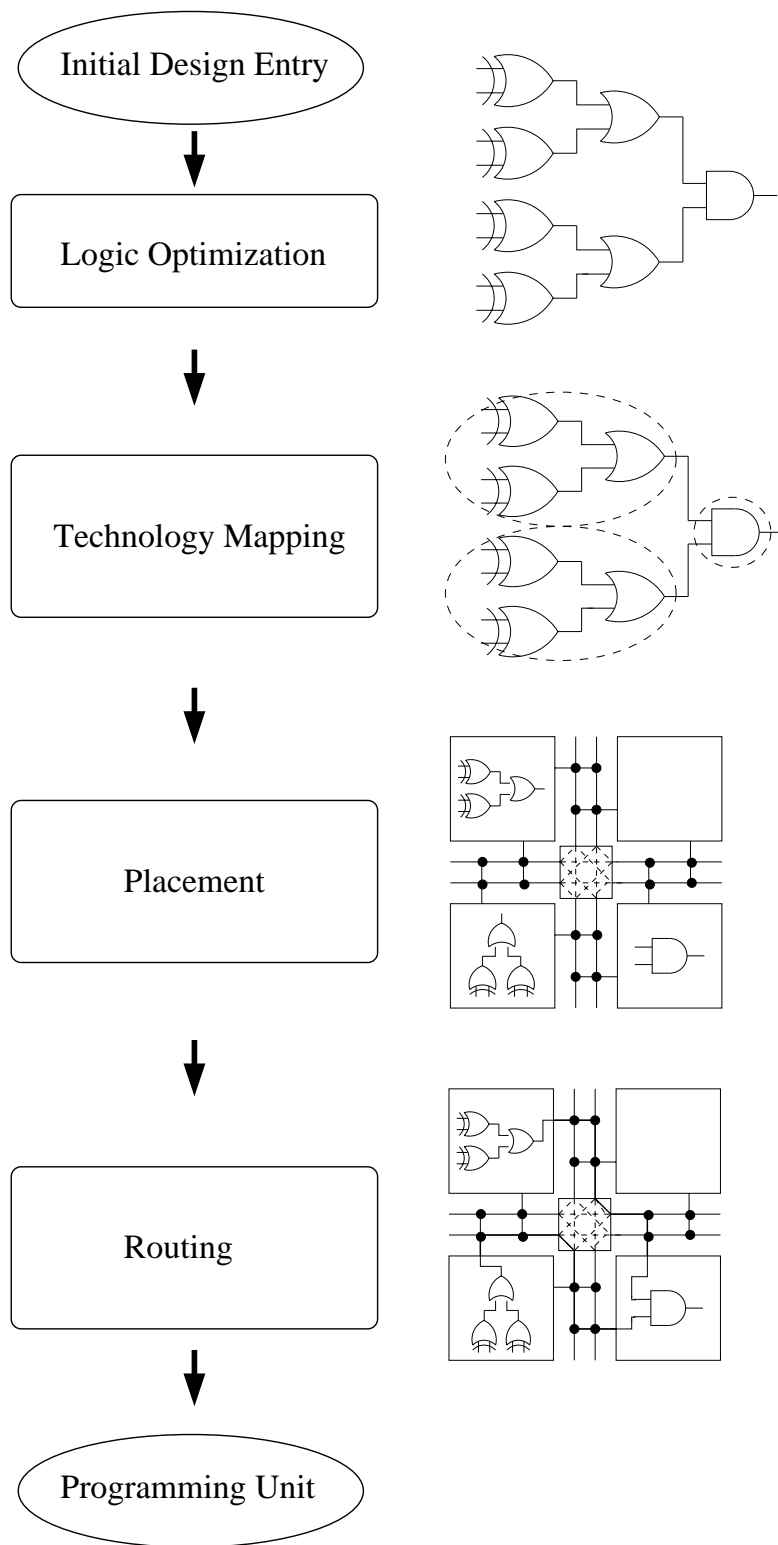 Initial Design Entry
Logic Optimization
Technology Mapping
Placement
Routing
Programming Unit